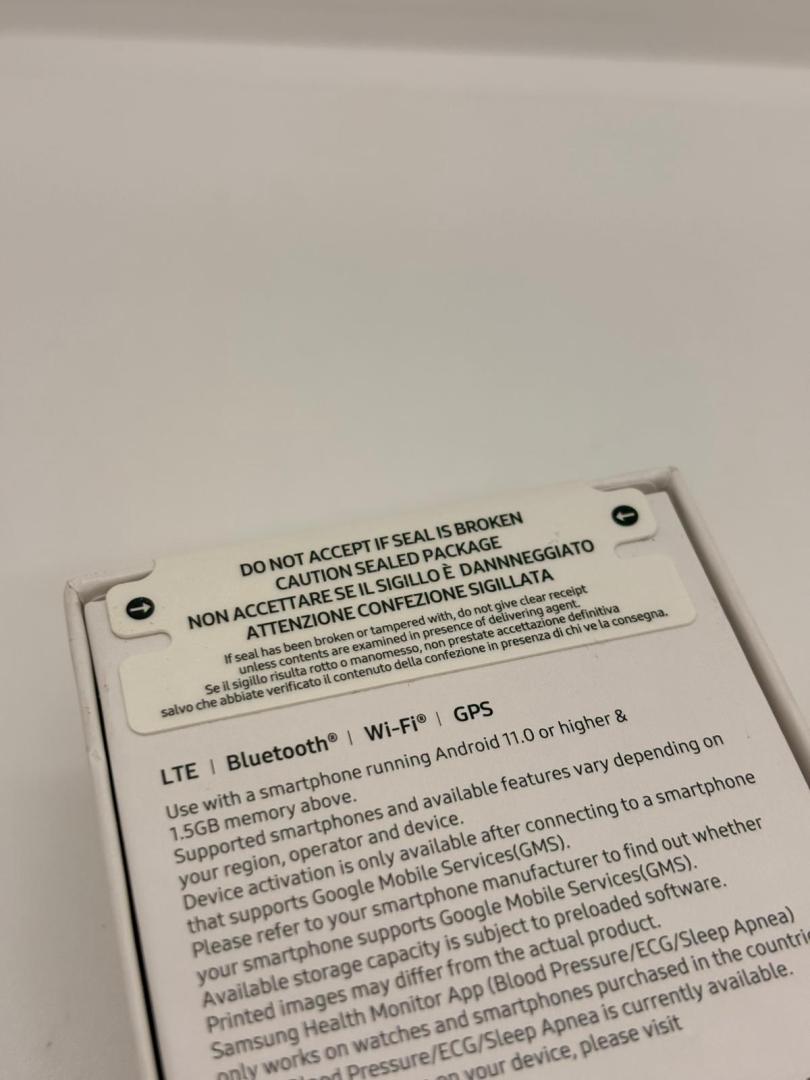 DO NOT ACCEPT IF SEAL IS BROKEN
CAUTION SEALED PACKAGE
NON ACCETTARE SE IL SIGILLO È DANNNEGGIATO
ATTENZIONE CONFEZIONE SIGILLATA
If seal has been broken or tampered with, do not give clear receipt
unless contents are examined in presence of delivering agent.
Se il sigillo risulta rotto o manomesso, non prestate accettazione definitiva
salvo che abbiate verificato il contenuto della confezione in presenza di chi ve la consegna.
LTE | Bluetooth® | Wi-Fi® | GPS
Use with a smartphone running Android 11.0 or higher &
1.5GB memory above.
Supported smartphones and available features vary depending on
your region, operator and device.
Device activation is only available after connecting to a smartphone
that supports Google Mobile Services(GMS).
Please refer to your smartphone manufacturer to find out whether
your smartphone supports Google Mobile Services(GMS).
Available storage capacity is subject to preloaded software.
Printed images may differ from the actual product.
Samsung Health Monitor App (Blood Pressure/ECG/Sleep Apnea)
only works on watches and smartphones purchased in the
Pressure/ECG/Sleep Apnea is currently available.
on your device, please visit